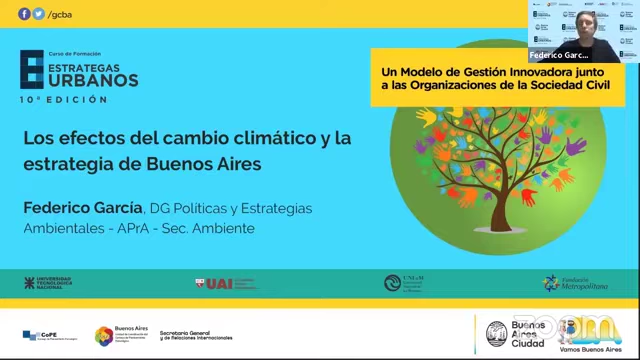 /gcba
Curso de Formación
ESTRATEGAS
URBANOS
10° EDICIÓN
Un Modelo de Gestión Innovadora junto
a las Organizaciones de la Sociedad Civil
Federico Garc...
Los efectos del cambio climático y la
estrategia de Buenos Aires
Federico García, DG Políticas y Estrategias
Ambientales - APrA - Sec. Ambiente
UNIVERSIDAD
TECNOLÓGICA
NACIONAL
UAI
Fundación
Metropolitana
CoPE
Buenos Aires
Secretaría General
y de Relaciones Internacionales
Buenos
Aires
Ciudad
zoom
Vamos Buenos Aires